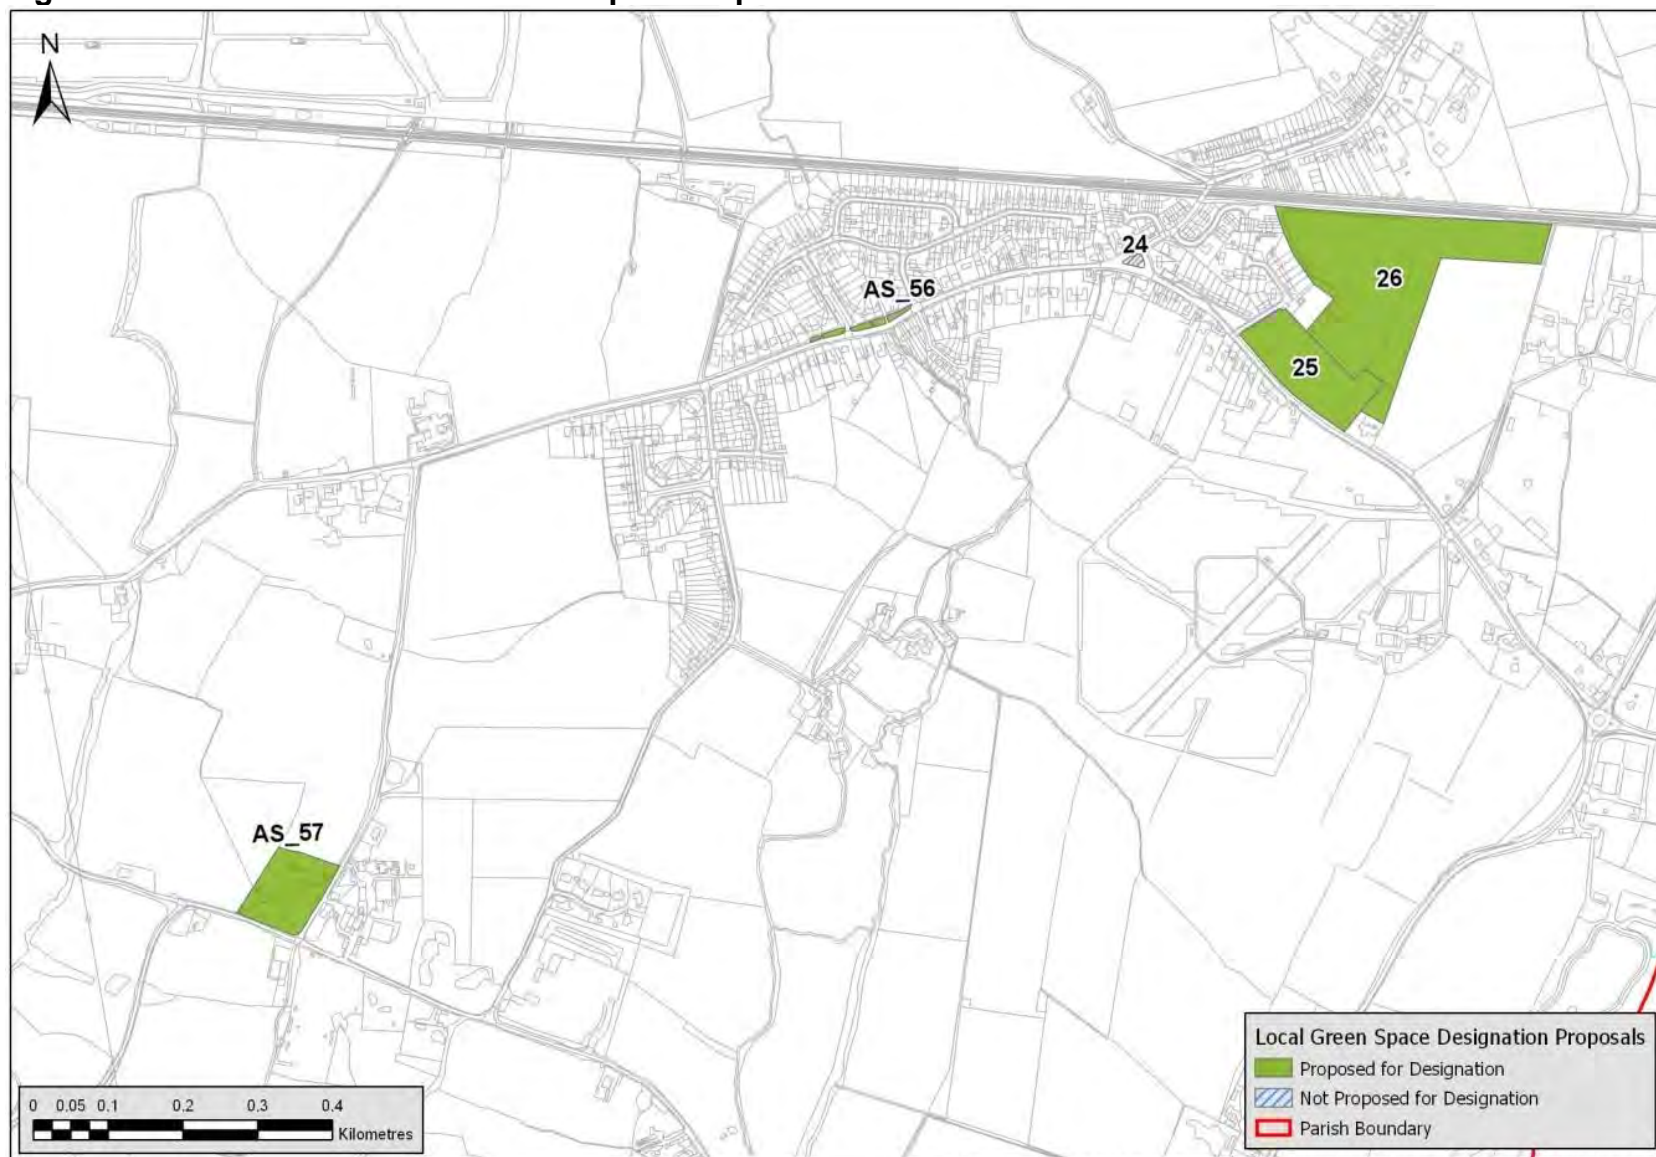 N
24
AS_56
26
25
AS_57
Local Green Space Designation Proposals
Proposed for Designation
Not Proposed for Designation
Parish Boundary
0 0.05 0.1 0.2 0.3 0.4
Kilometres